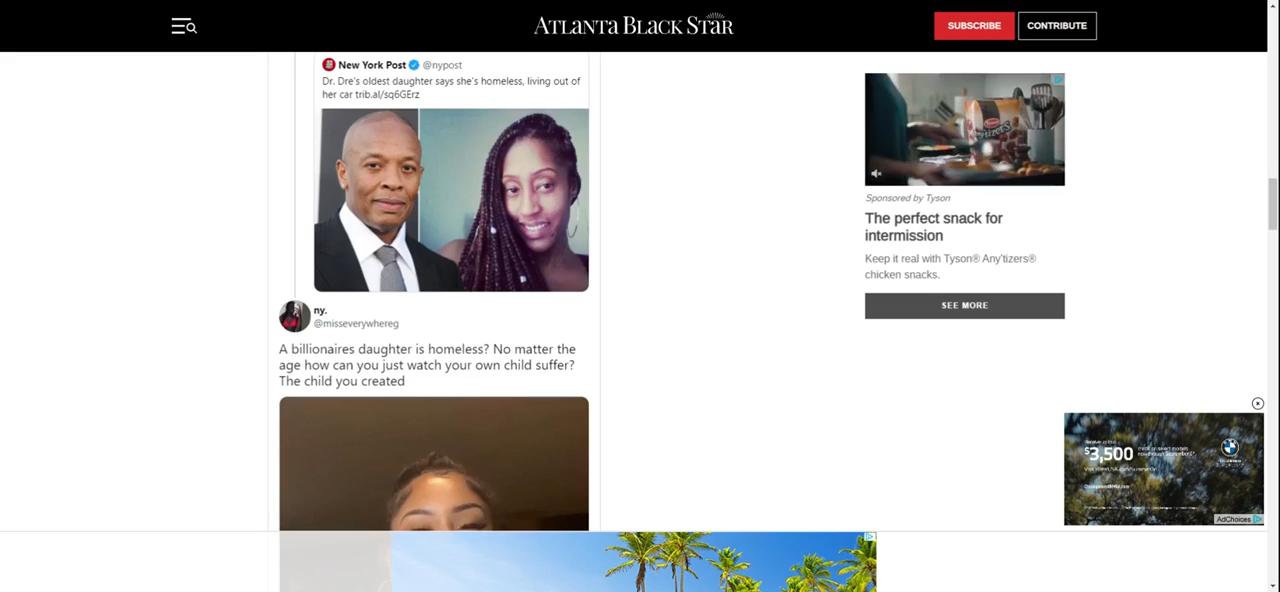 ATLANTA BLACK STAR
SUBSCRIBE
CONTRIBUTE
New York Post @nypost
Dr. Dre's oldest daughter says she's homeless, living out of
her car trib.al/sq6GErz
ny.
@misseverywhereg
A billionaires daughter is homeless? No matter the
age how can you just watch your own child suffer?
The child you created
Sponsored by Tyson
The perfect snack for
intermission
Keep it real with Tyson® Any'tizers®
chicken snacks.
SEE MORE
$3,500
AdChoices